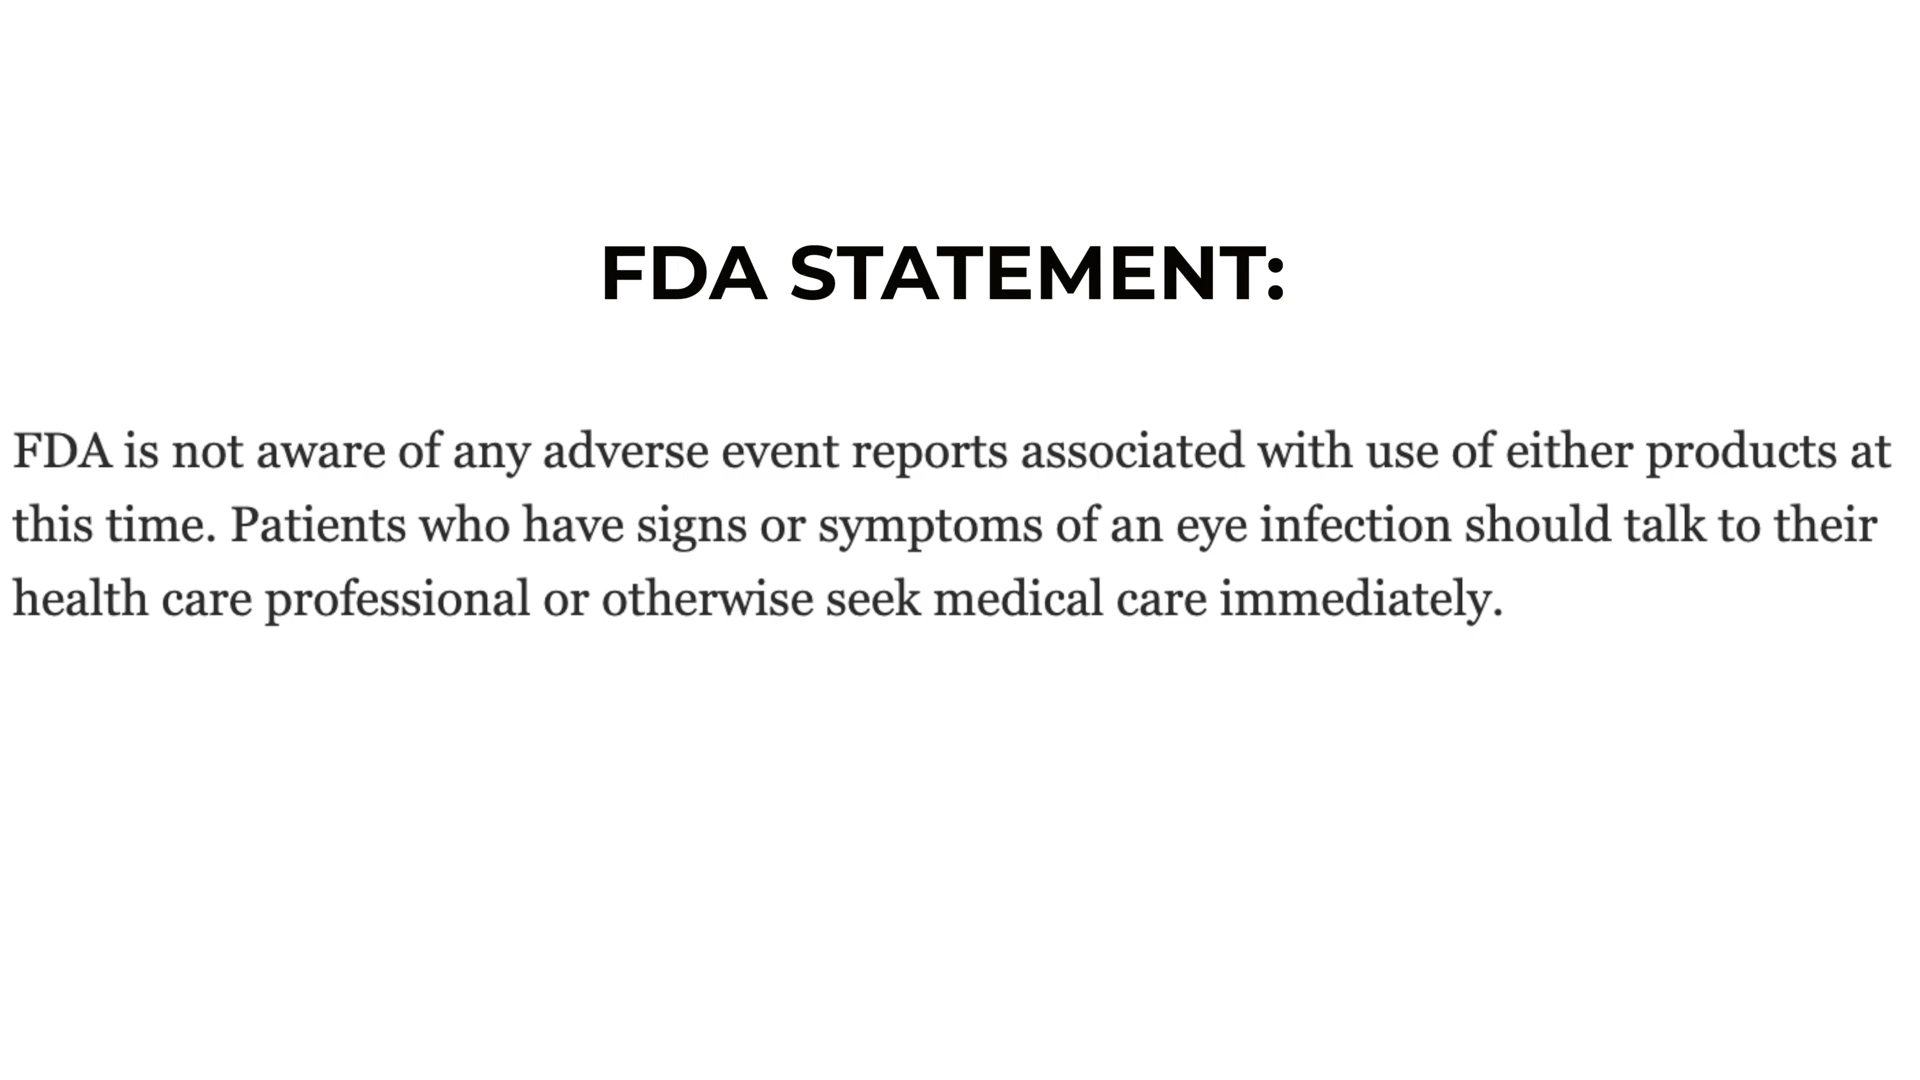 FDA STATEMENT:
FDA is not aware of any adverse event reports associated with use of either products at
this time. Patients who have signs or symptoms of an eye infection should talk to their
health care professional or otherwise seek medical care immediately.